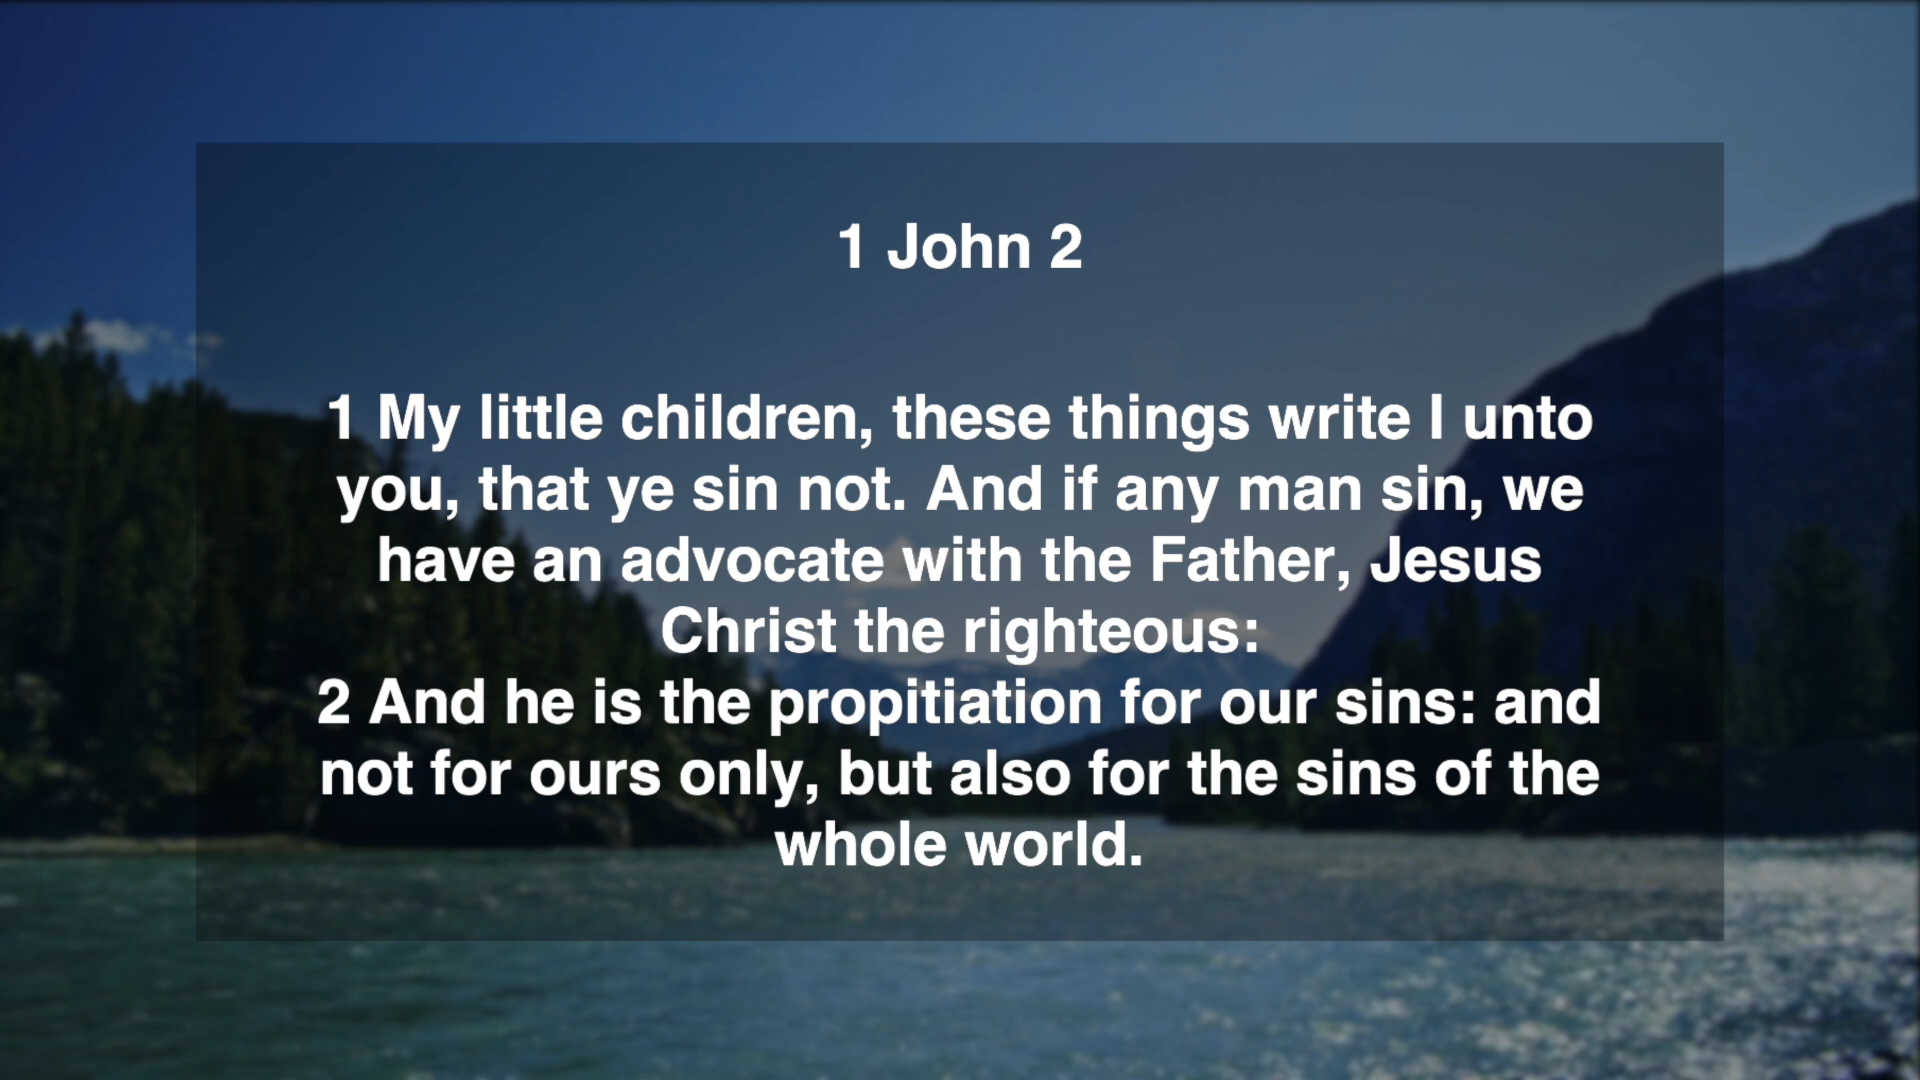 1 John 2
1 My little children, these things write I unto
you, that ye sin not. And if any man sin, we
have an advocate with the Father, Jesus
Christ the righteous:
2 And he is the propitiation for our sins: and
not for ours only, but also for the sins of the
whole world.